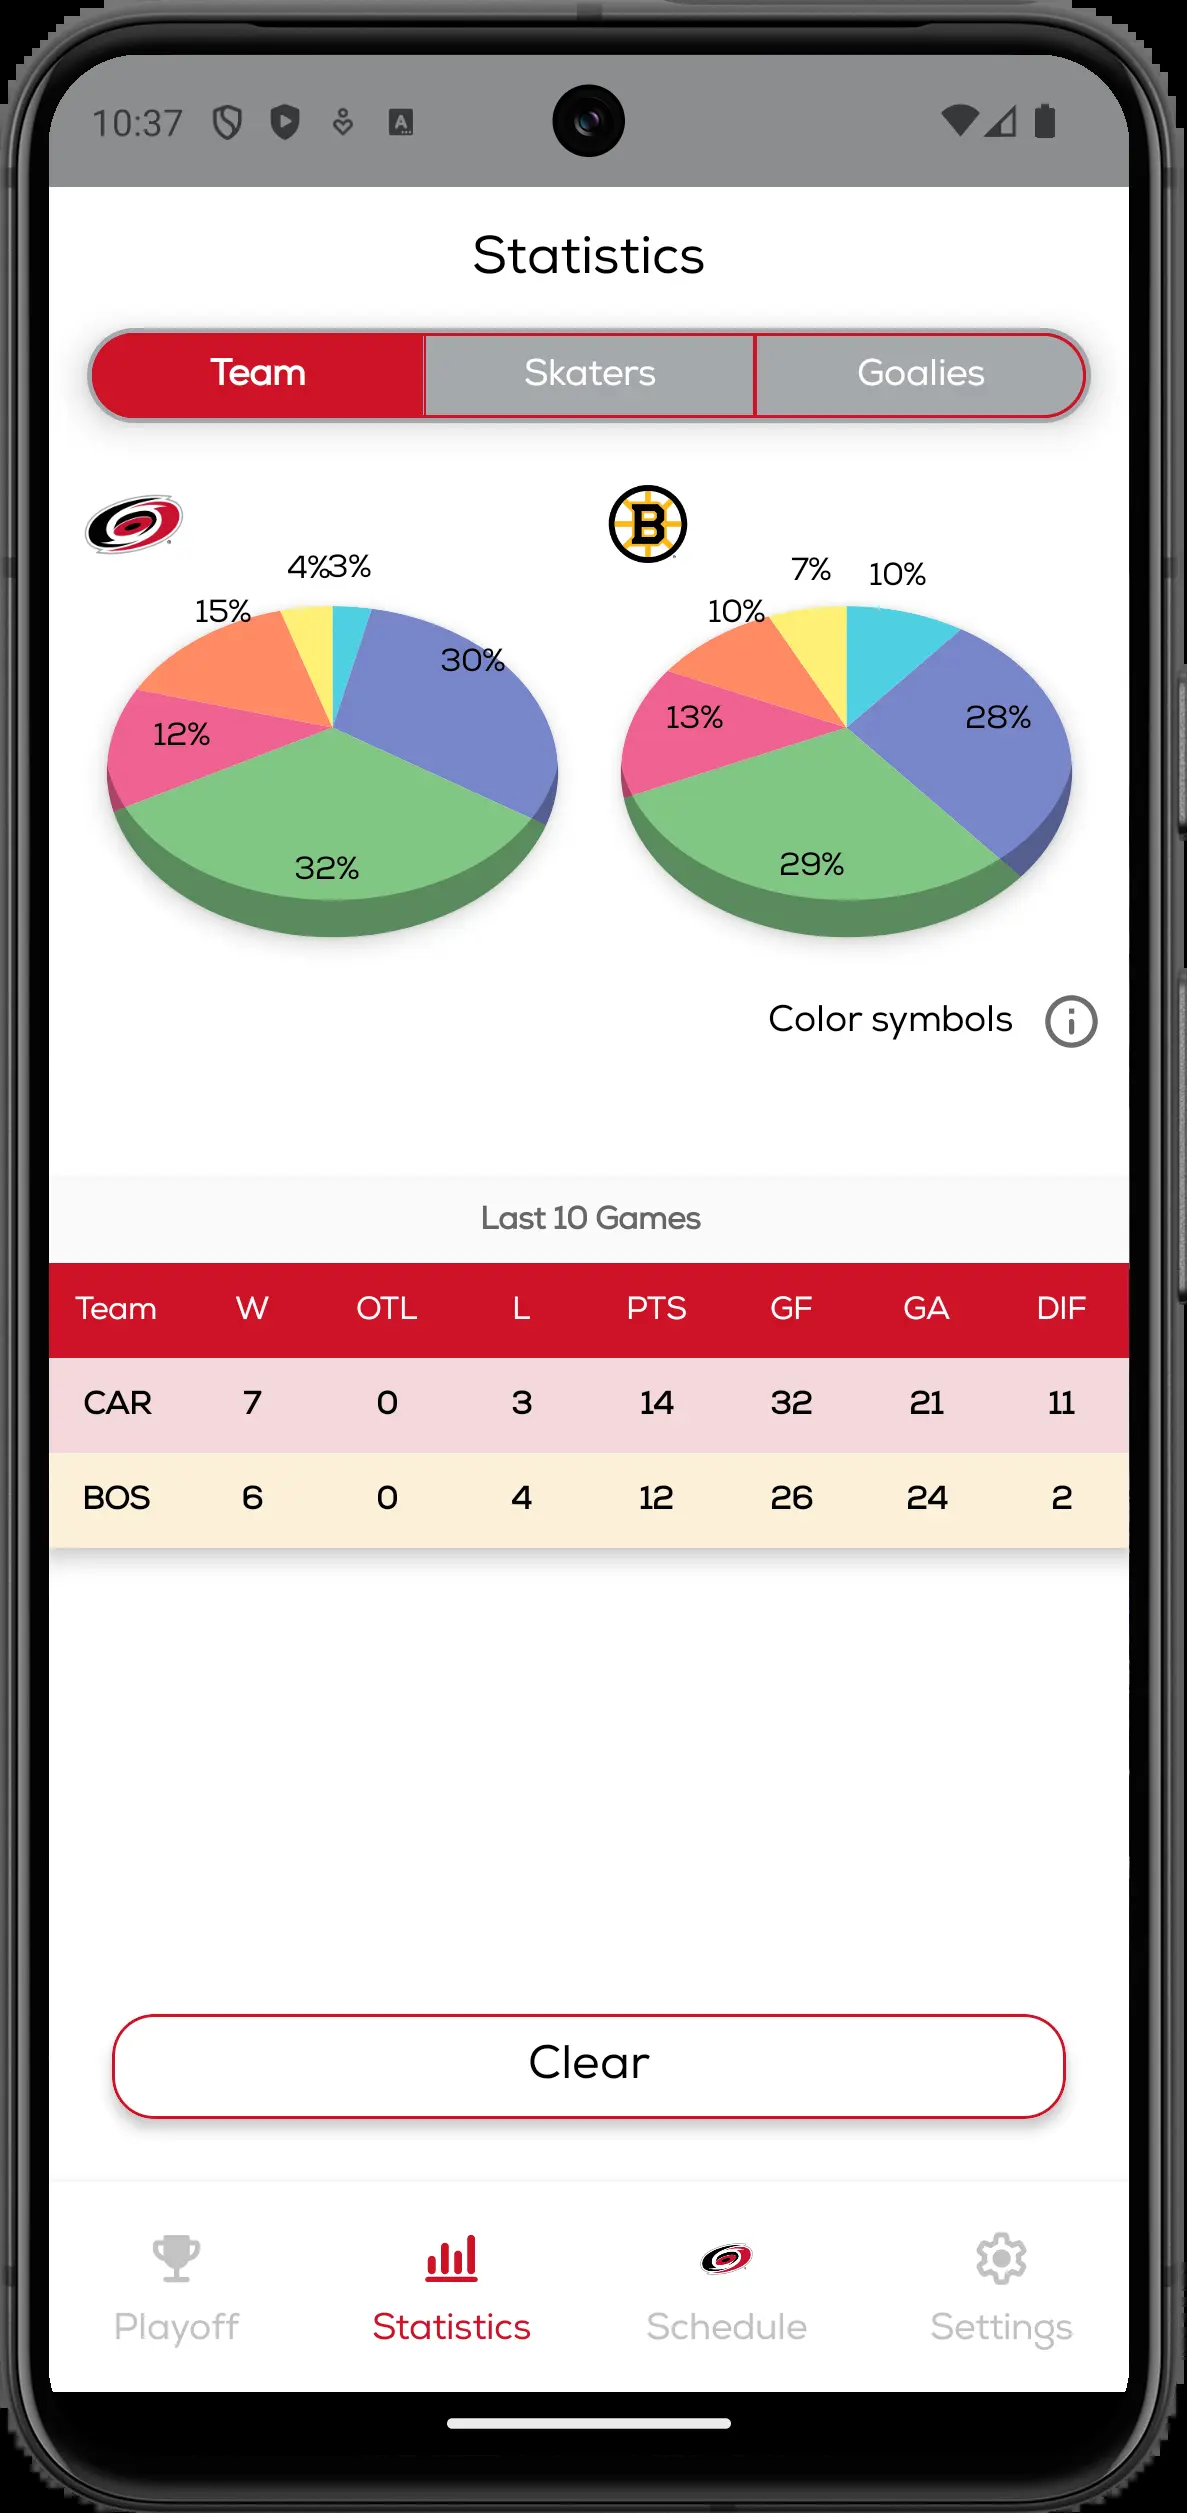 10:37
Statistics
Team Skaters Goalies
B
4% 3% 7% 10%
15% 10%
30%
12% 13% 28%
32% 29%
Color symbols
Last 10 Games
Team W OTL L PTS GF GA DIF
CAR 7 0 3 14 32 21 11
BOS 6 0 4 12 26 24 2
Clear
Playoff Statistics Schedule Settings